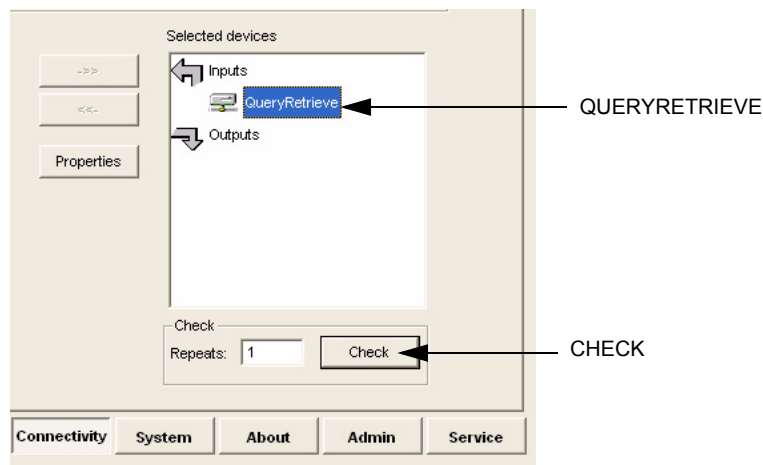 Selected devices
->>
<<-
Properties
Inputs
QueryRetrieve
Outputs
QUERYRETRIEVE
Check
Repeats: 1 Check
CHECK
Connectivity System About Admin Service